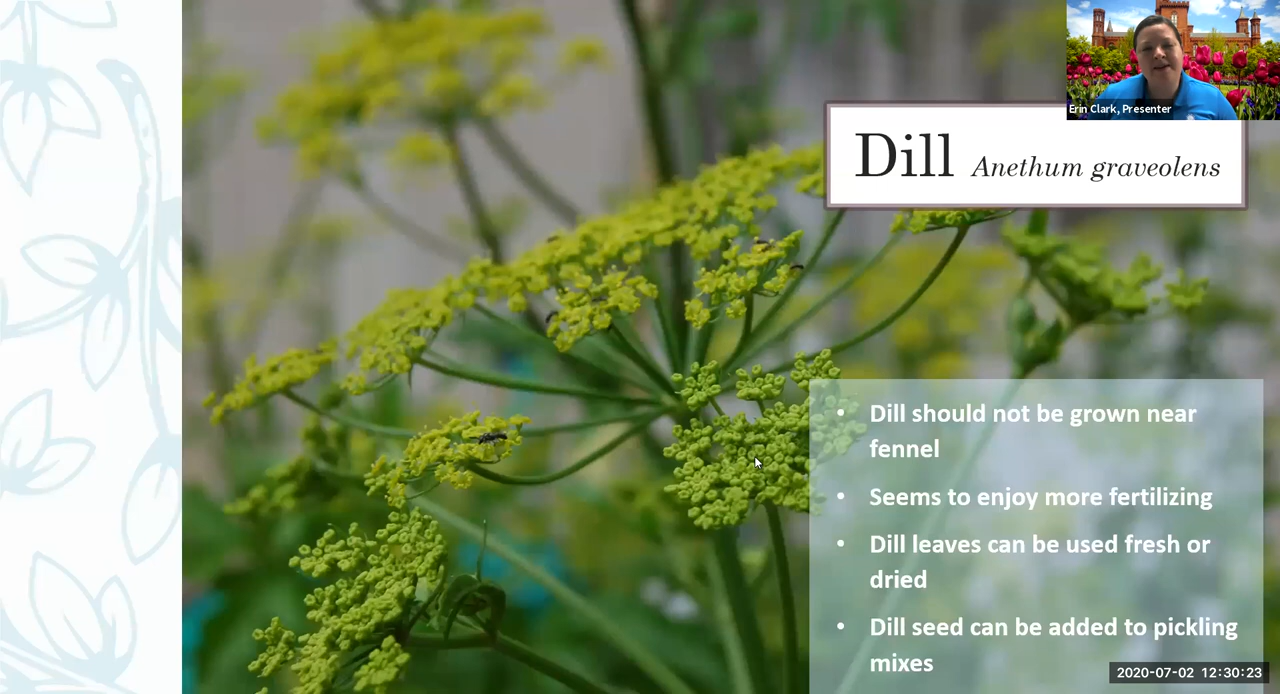 Erin Clark, Presenter
Dill Anethum graveolens
• Dill should not be grown near
fennel
• Seems to enjoy more fertilizing
• Dill leaves can be used fresh or
dried
• Dill seed can be added to pickling
mixes
2020-07-02 12:30:23